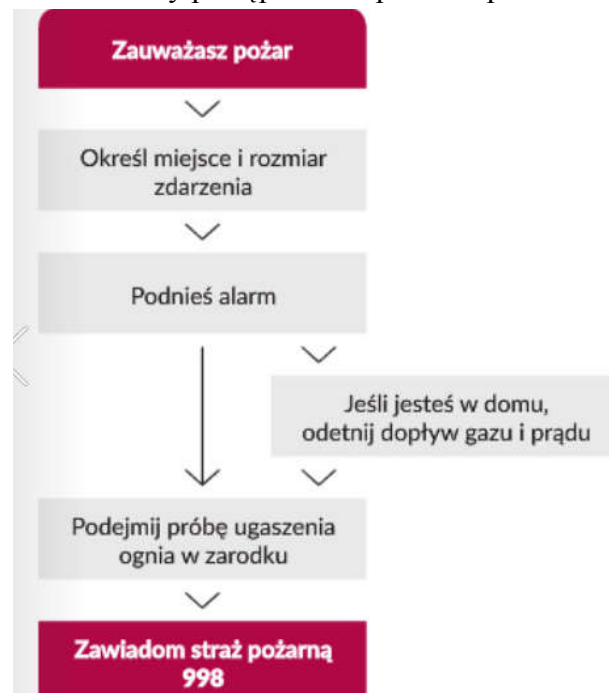 Zauważasz pożar
Określ miejsce i rozmiar
zdarzenia
Podnieś alarm
Jeśli jesteś w domu,
odetnij dopływ gazu i prądu
Podejmij próbę ugaszenia
ognia w zarodku
Zawiadom straż pożarną
998